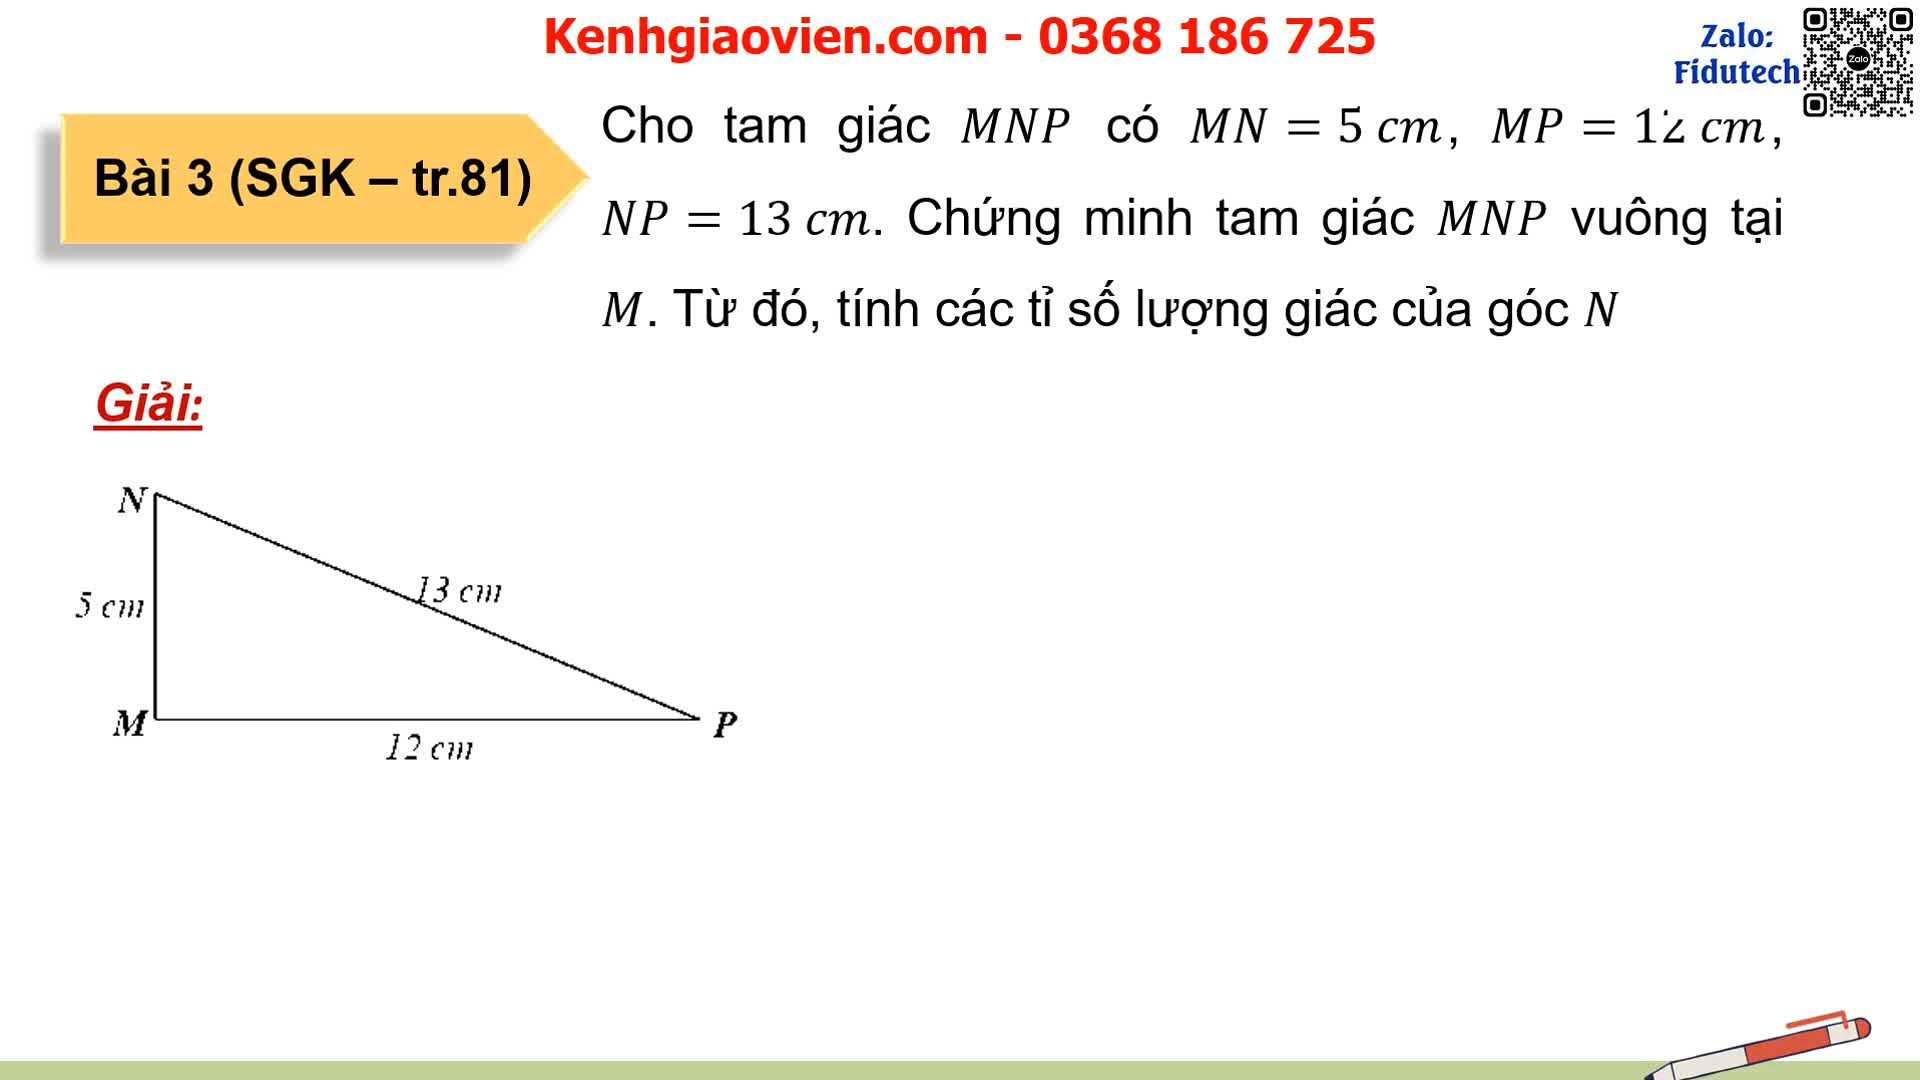 Kenhgiaovien.com - 0368 186 725
Zalo:
Fidutech
Zalo
Bài 3 (SGK – tr.81)
Cho tam giác MNP có MN = 5 cm, MP = 12 cm,
NP = 13 cm. Chứng minh tam giác MNP vuông tại
M. Từ đó, tính các tỉ số lượng giác của góc N
Giải:
N
13 cm
5 cm
M
P
12 cm